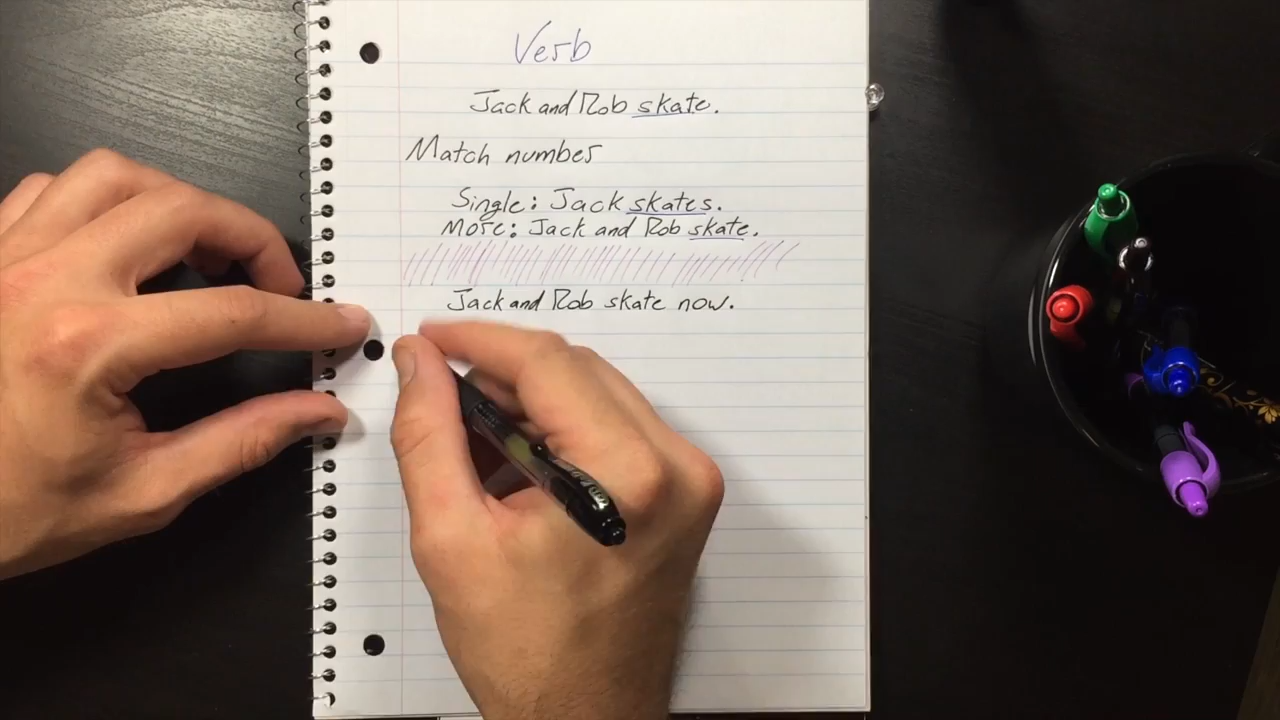 Verb
Jack and Rob skate.
Match number
Single: Jack skates.
More: Jack and Rob skate.
Jack and Rob skate now.